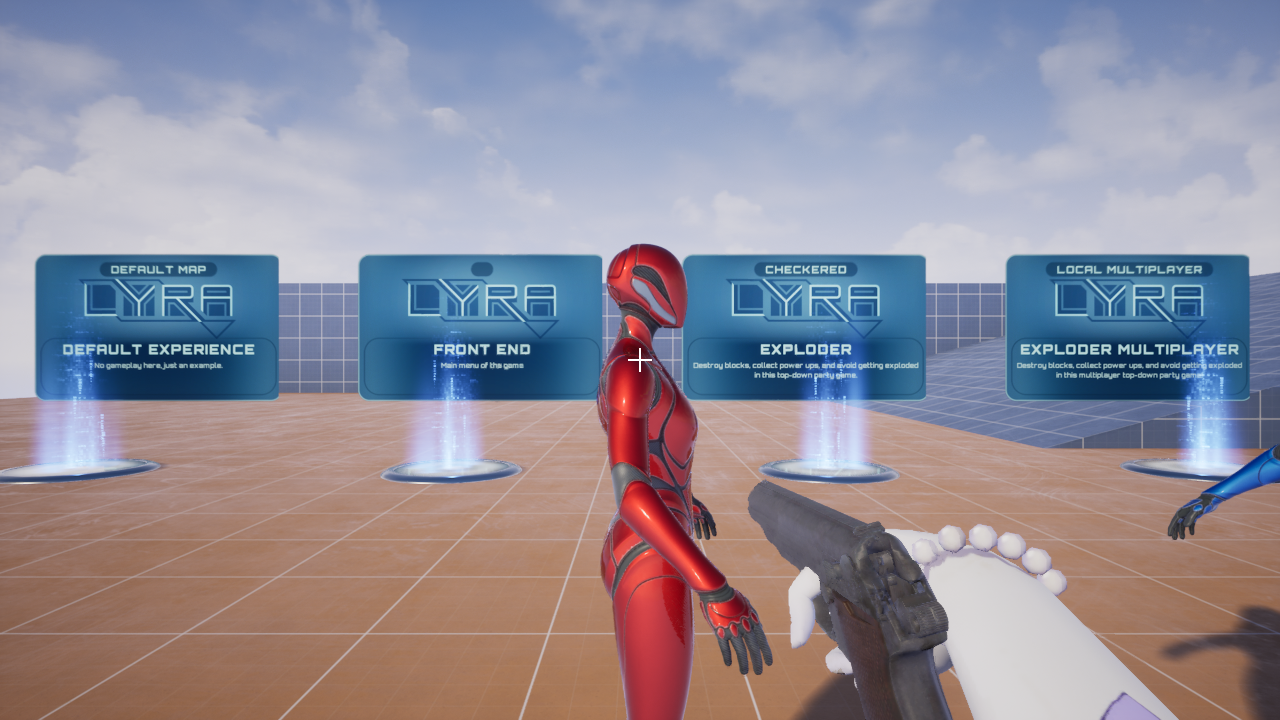 DEFAULT MAP
LYRA
DEFAULT EXPERIENCE
No gameplay here, just an example.
LYRA
FRONT END
Main menu of the game
CHECKERED
LYRA
EXPLODER
Destroy blocks, collect power ups, and avoid getting exploded
in this top-down party game.
LOCAL MULTIPLAYER
LYRA
EXPLODER MULTIPLAYER
Destroy blocks, collect power ups, and avoid getting exploded
in this multiplayer top-down party game.